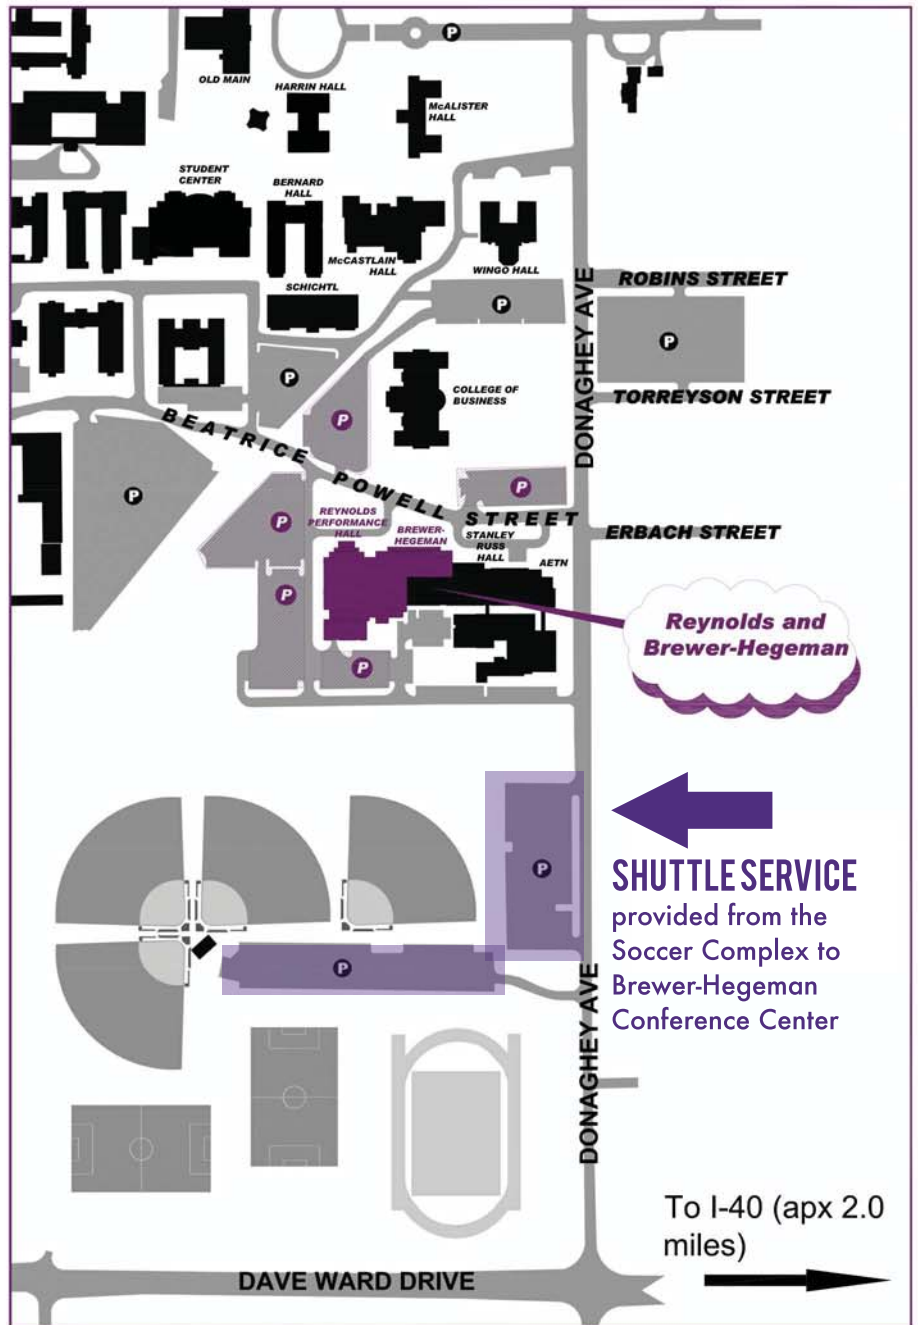 P
OLD MAIN
HARRIN HALL
McALISTER
HALL
STUDENT
CENTER
BERNARD
HALL
McCASTLAIN
HALL
WINGO HALL
SCHICHTL
DONAGHEY AVE
ROBINS STREET
P
P
P
COLLEGE OF
BUSINESS
TORREYSON STREET
P
BEATRICE POWELL STREET
P
P
P
REYNOLDS
PERFORMANCE
HALL
BREWER-
HEGEMAN
STANLEY
RUSS
HALL
AETN
ERBACH STREET
P
P
Reynolds and
Brewer-Hegeman
P
SHUTTLE SERVICE
provided from the
Soccer Complex to
Brewer-Hegeman
Conference Center
P
DONAGHEY AVE
To I-40 (apx 2.0
miles)
DAVE WARD DRIVE